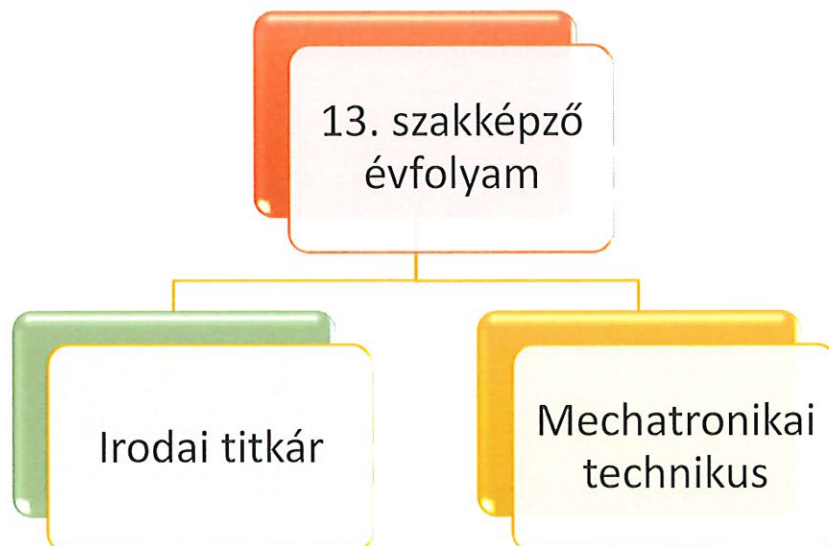 13. szakképző
évfolyam
Irodai titkár
Mechatronikai
technikus